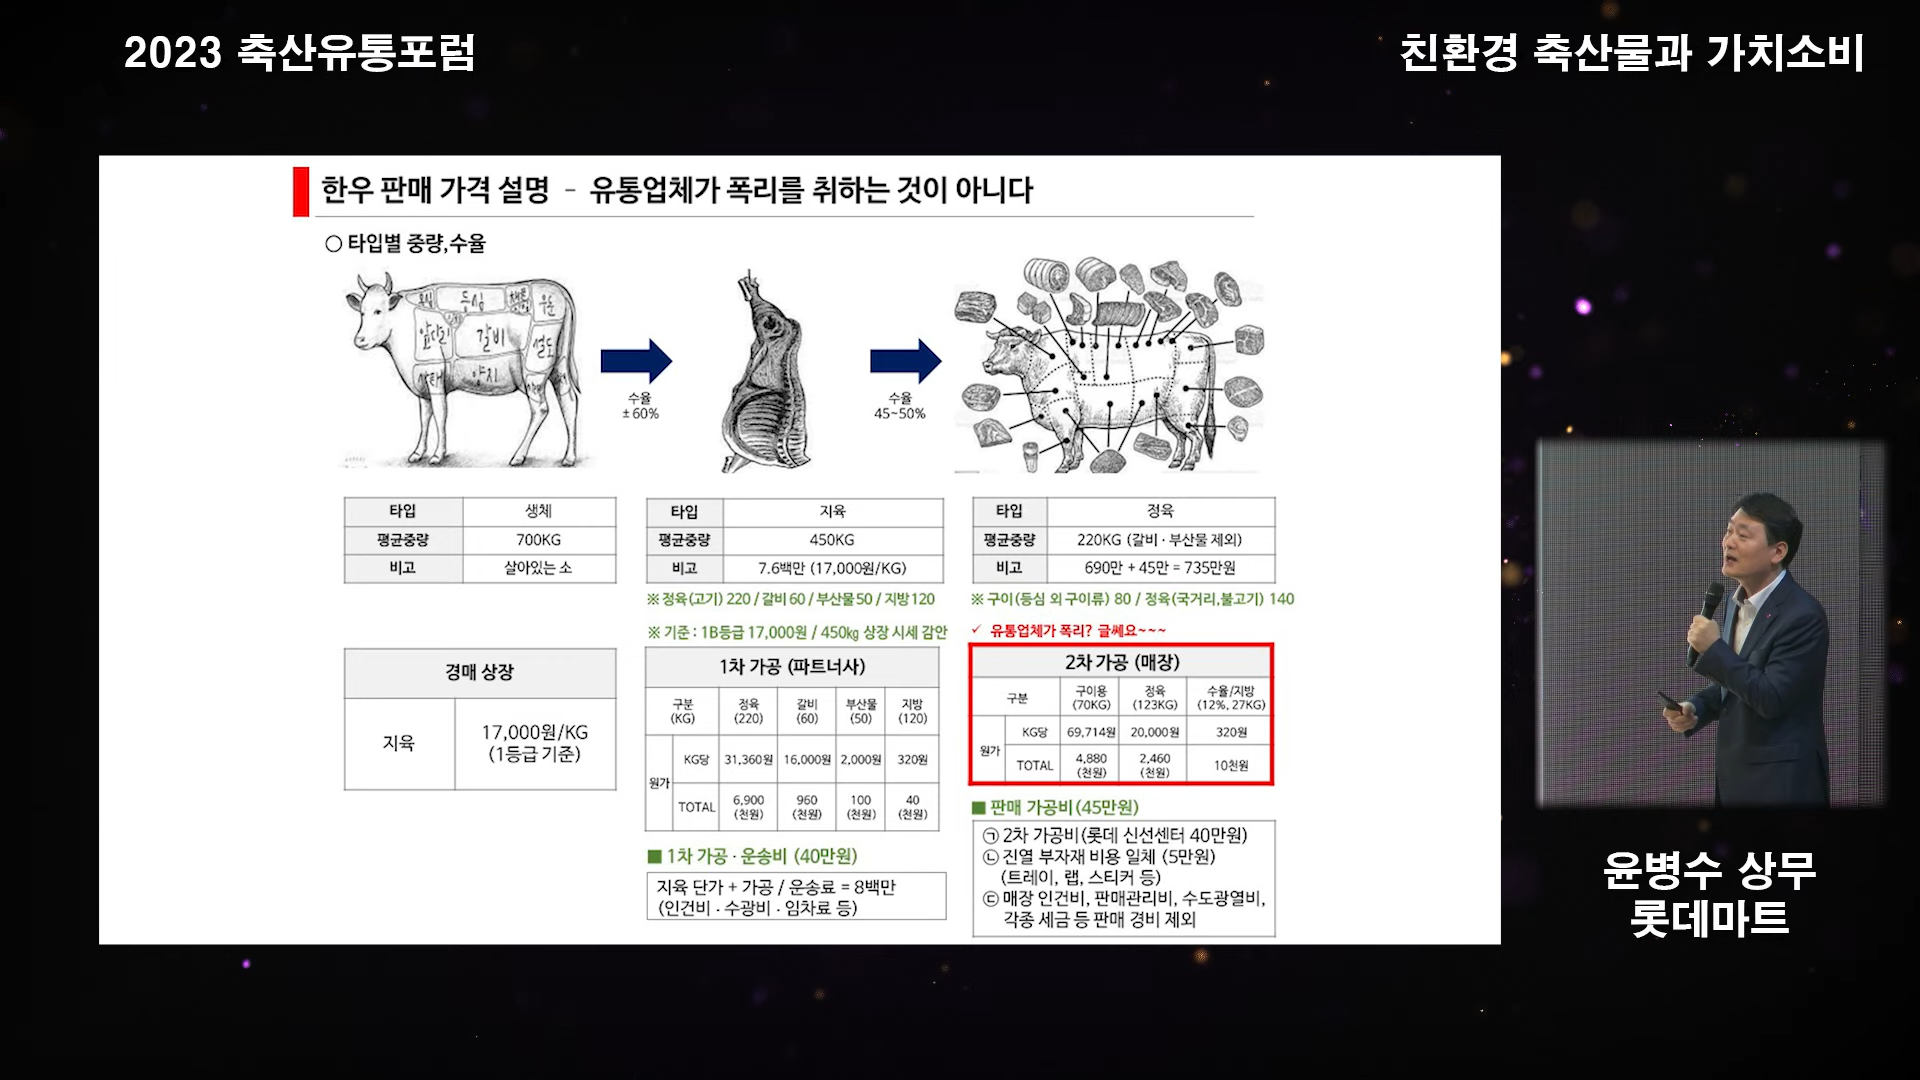 2023 축산유통포럼
친환경 축산물과 가치소비
한우 판매 가격 설명 - 유통업체가 폭리를 취하는 것이 아니다
○ 타입별 중량,수율
등심
우둔
갈비
설도
양지
수율
±60%
수율
45~50%
타입 생체
평균중량 700KG
비고 살아있는 소
타입 지육
평균중량 450KG
비고 7.6백만 (17,000원/KG)
※ 정육(고기) 220 / 갈비 60 / 부산물 50 / 지방 120
※ 기준 : 1B등급 17,000원 / 450kg 상장 시세 감안
타입 정육
평균중량 220KG (갈비 · 부산물 제외)
비고 690만 + 45만 = 735만원
※ 구이(등심 외 구이류) 80 / 정육(국거리,불고기) 140
✓ 유통업체가 폭리? 글쎄요~~~
경매 상장
지육 17,000원/KG
(1등급 기준)
1차 가공 (파트너사)
구분 정육 갈비 부산물 지방
(KG) (220) (60) (50) (120)
원가
KG당 31,360원 16,000원 2,000원 320원
TOTAL 6,900 960 100 40
(천원) (천원) (천원) (천원)
■ 1차 가공 · 운송비 (40만원)
지육 단가 + 가공 / 운송료 = 8백만
(인건비 · 수광비 · 임차료 등)
2차 가공 (매장)
구분 구이용 정육 수율/지방
(70KG) (123KG) (12%, 27KG)
원가
KG당 69,714원 20,000원 320원
TOTAL 4,880 2,460 10천원
(천원) (천원)
■ 판매 가공비(45만원)
㉠ 2차 가공비(롯데 신선센터 40만원)
㉡ 진열 부자재 비용 일체 (5만원)
(트레이, 랩, 스티커 등)
㉢ 매장 인건비, 판매관리비, 수도광열비,
각종 세금 등 판매 경비 제외
윤병수 상무
롯데마트